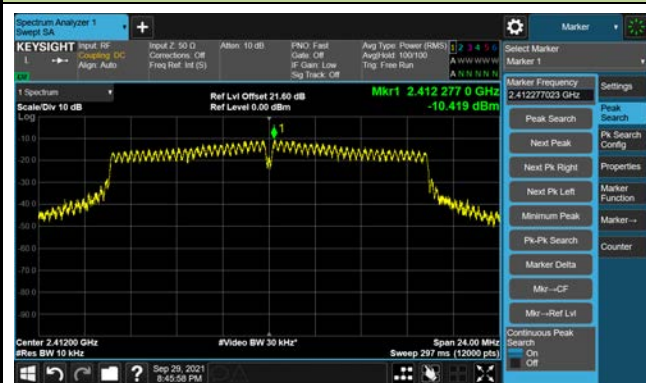 Spectrum Analyzer 1
Swept SA
Marker
KEYSIGHT
Input: RF
Coupling: DC
Align: Auto
Input Z: 50 Ω
Corrections: Off
Freq Ref: Int (S)
Atten: 10 dB
PNO: Fast
Gate: Off
IF Gain: Low
Sig Track: Off
Avg Type: Power (RMS)
Avg|Hold: 100/100
Trig: Free Run
1 2 3 4 5 6
A W W W W W
A N N N N N
Select Marker
Marker 1
1 Spectrum
Scale/Div 10 dB
Log
Ref Lvl Offset 21.60 dB
Ref Level 0.00 dBm
Mkr1 2.412 277 0 GHz
-10.419 dBm
1
-10.0
-20.0
-30.0
-40.0
-50.0
-60.0
-70.0
-80.0
-90.0
Center 2.41200 GHz
#Res BW 10 kHz
#Video BW 30 kHz*
Span 24.00 MHz
Sweep 297 ms (12000 pts)
Marker Frequency
2.412277023 GHz
Peak Search
Next Peak
Next Pk Right
Next Pk Left
Minimum Peak
Pk-Pk Search
Marker Delta
Mkr→CF
Mkr→Ref Lvl
Continuous Peak
Search
On
Off
Settings
Peak
Search
Pk Search
Config
Properties
Marker
Function
Marker→
Counter
Sep 29, 2021
8:45:58 PM